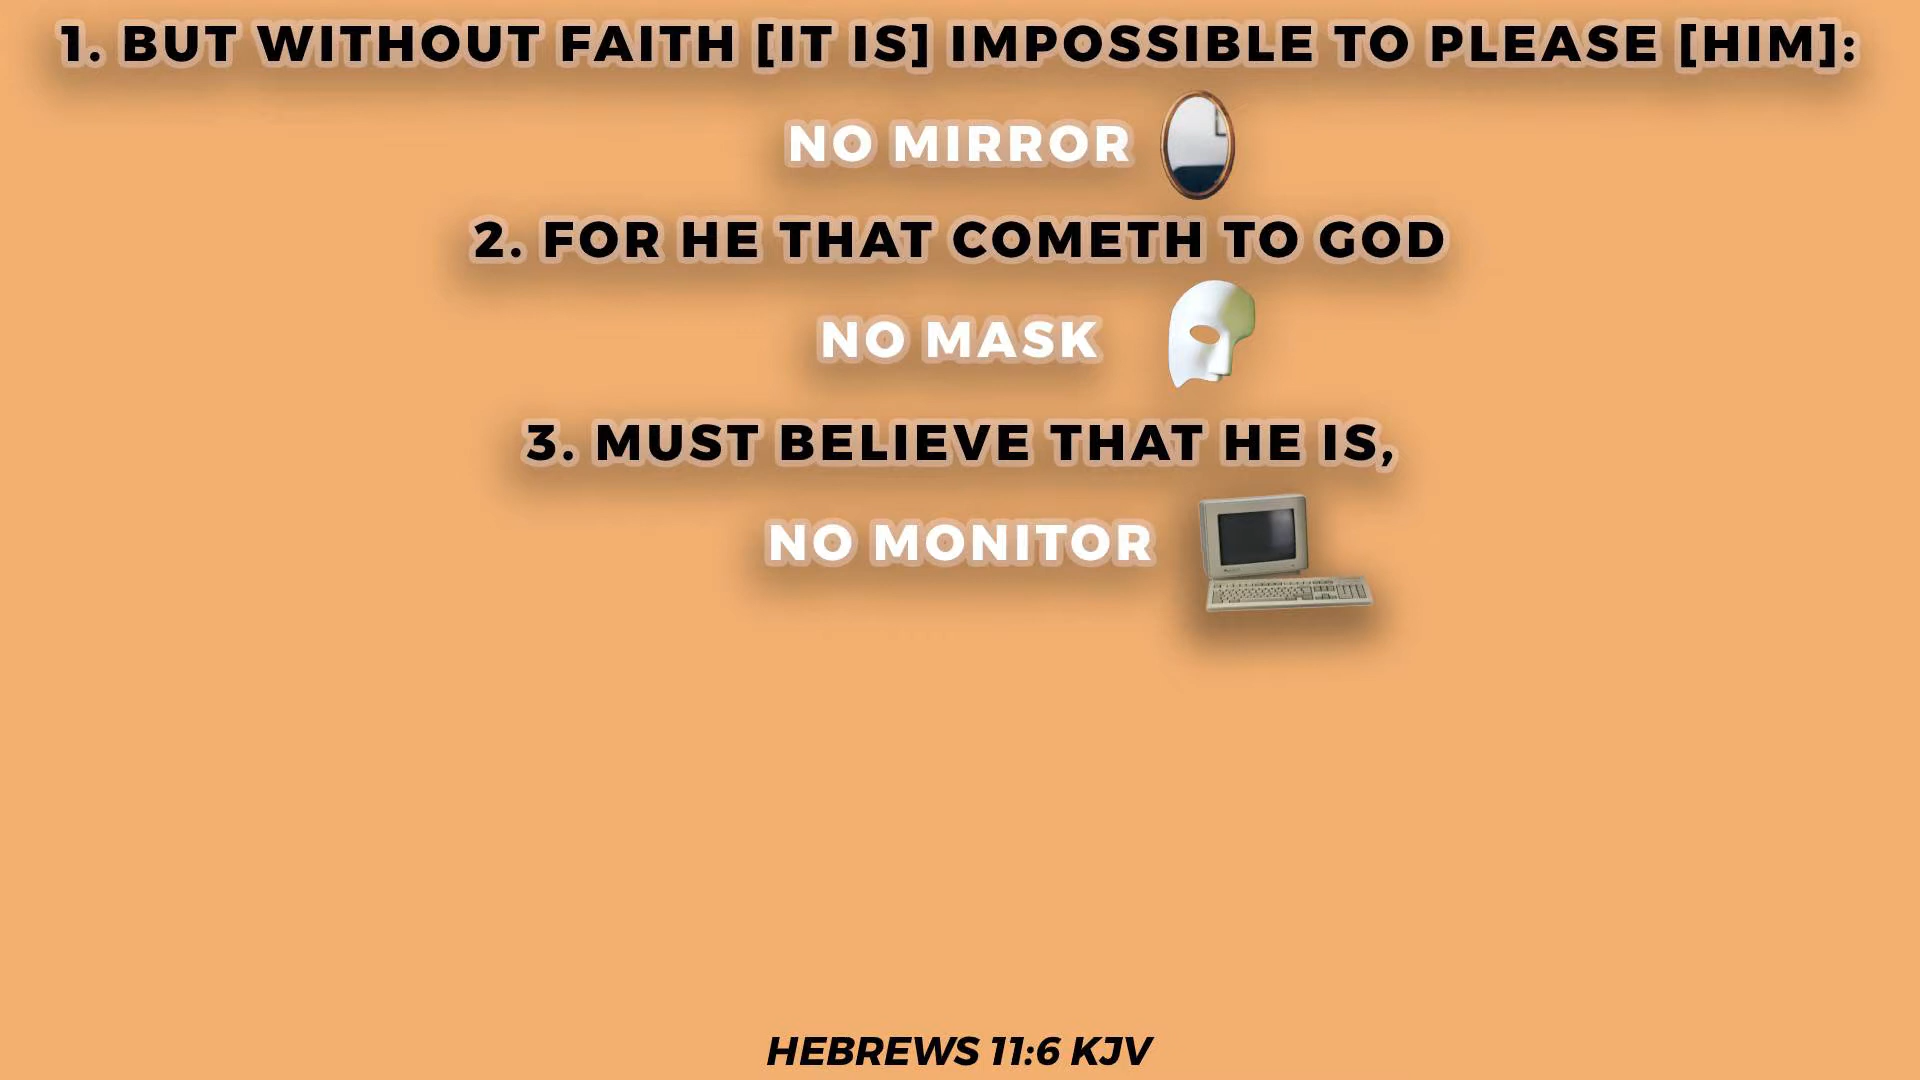 1. BUT WITHOUT FAITH [IT IS] IMPOSSIBLE TO PLEASE [HIM]:
NO MIRROR
2. FOR HE THAT COMETH TO GOD
NO MASK
3. MUST BELIEVE THAT HE IS,
NO MONITOR
HEBREWS 11:6 KJV